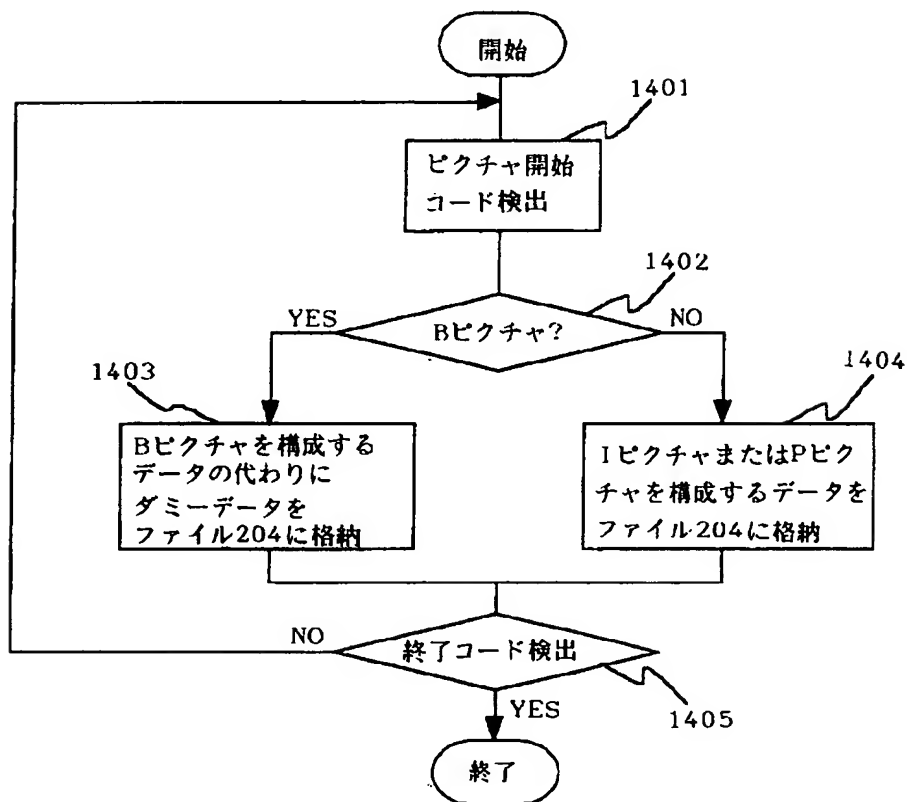 開始
1401
ピクチャ開始
コード検出
1402
YES
Bピクチャ?
NO
1403
1404
Bピクチャを構成する
データの代わりに
ダミーデータを
ファイル204に格納
IピクチャまたはPピク
チャを構成するデータを
ファイル204に格納
NO
終了コード検出
YES
1405
終了